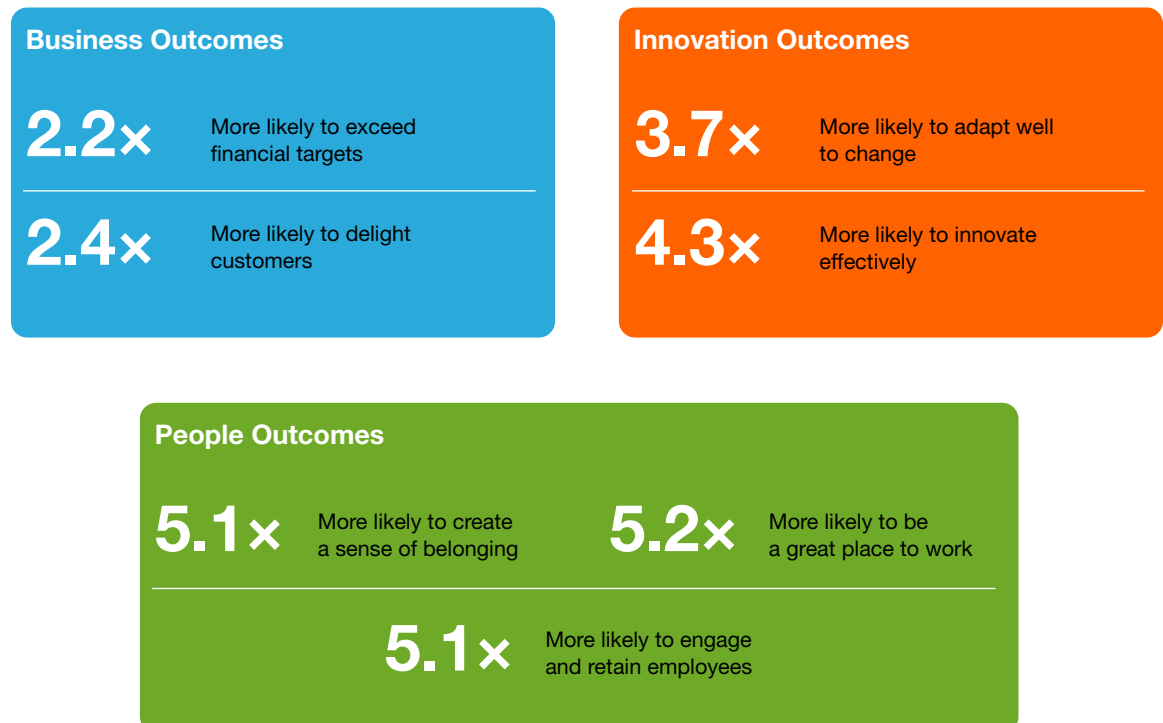 Business Outcomes
2.2×
More likely to exceed
financial targets
2.4×
More likely to delight
customers
Innovation Outcomes
3.7×
More likely to adapt well
to change
4.3×
More likely to innovate
effectively
People Outcomes
5.1×
More likely to create
a sense of belonging
5.2×
More likely to be
a great place to work
5.1×
More likely to engage
and retain employees